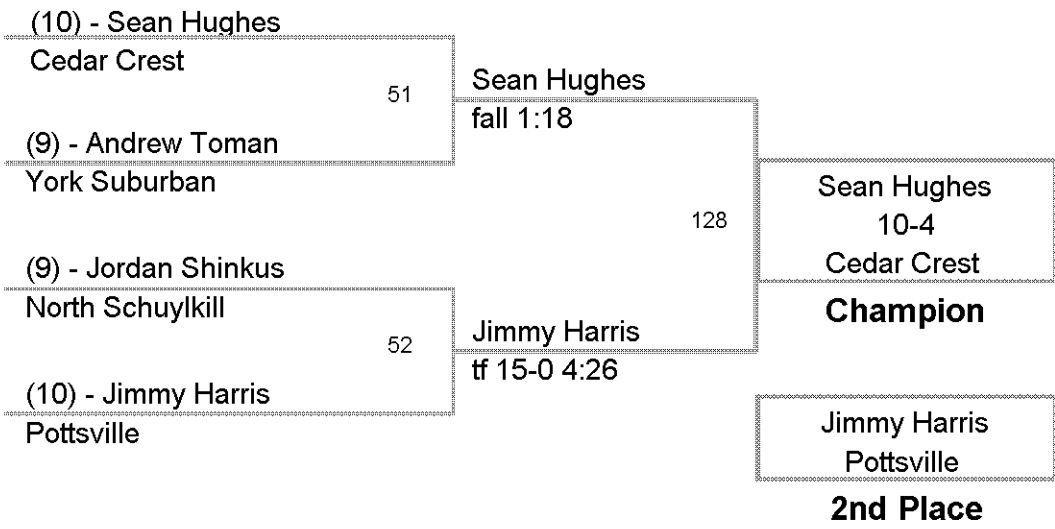 (10) - Sean Hughes
Cedar Crest
51
(9) - Andrew Toman
York Suburban
(9) - Jordan Shinkus
North Schuylkill
52
(10) - Jimmy Harris
Pottsville
Sean Hughes
fall 1:18
128
Jimmy Harris
tf 15-0 4:26
Sean Hughes
10-4
Cedar Crest
Champion
Jimmy Harris
Pottsville
2nd Place